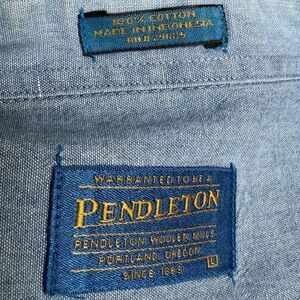 100% COTTON
MADE IN INDONESIA
WARRANTED TO BE A
PENDLETON
PENDLETON WOOLEN MILLS
PORTLAND, OREGON
SINCE 1863
L